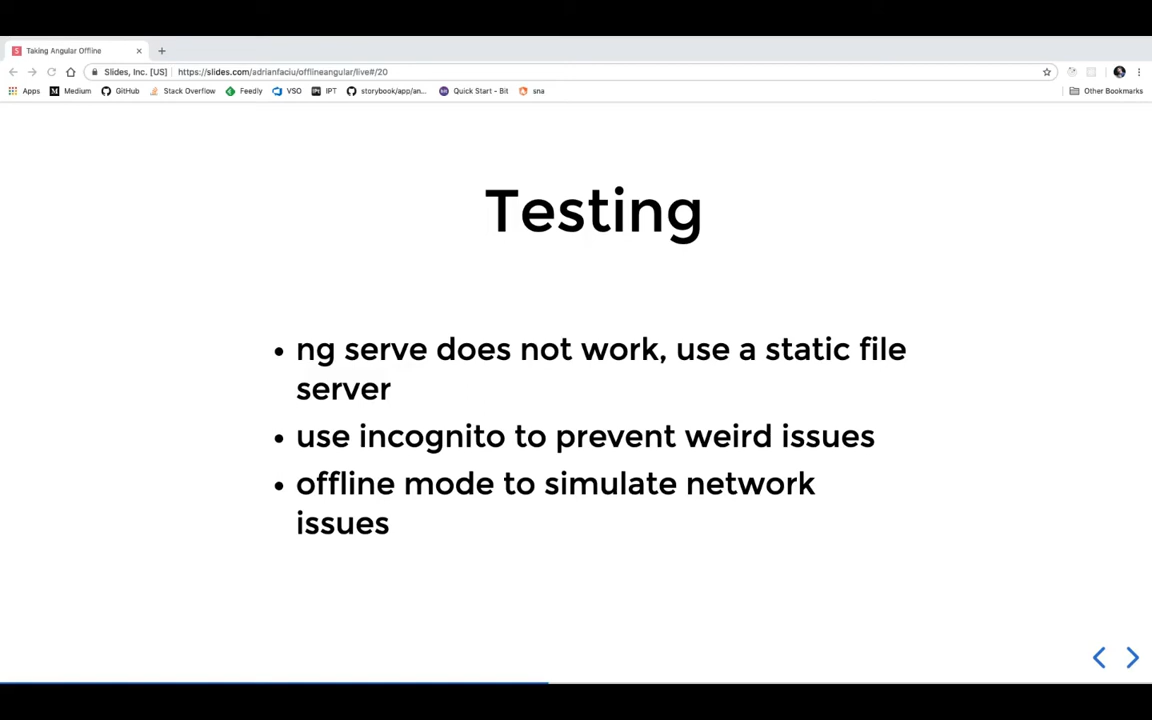 Taking Angular Offline
Slides, Inc. [US] https://slides.com/adrianfaciu/offlineangular/live#/20
Apps Medium GitHub Stack Overflow Feedly VSO IPT storybook/app/an... Quick Start - Bit sna Other Bookmarks
Testing
• ng serve does not work, use a static file
server
• use incognito to prevent weird issues
• offline mode to simulate network
issues